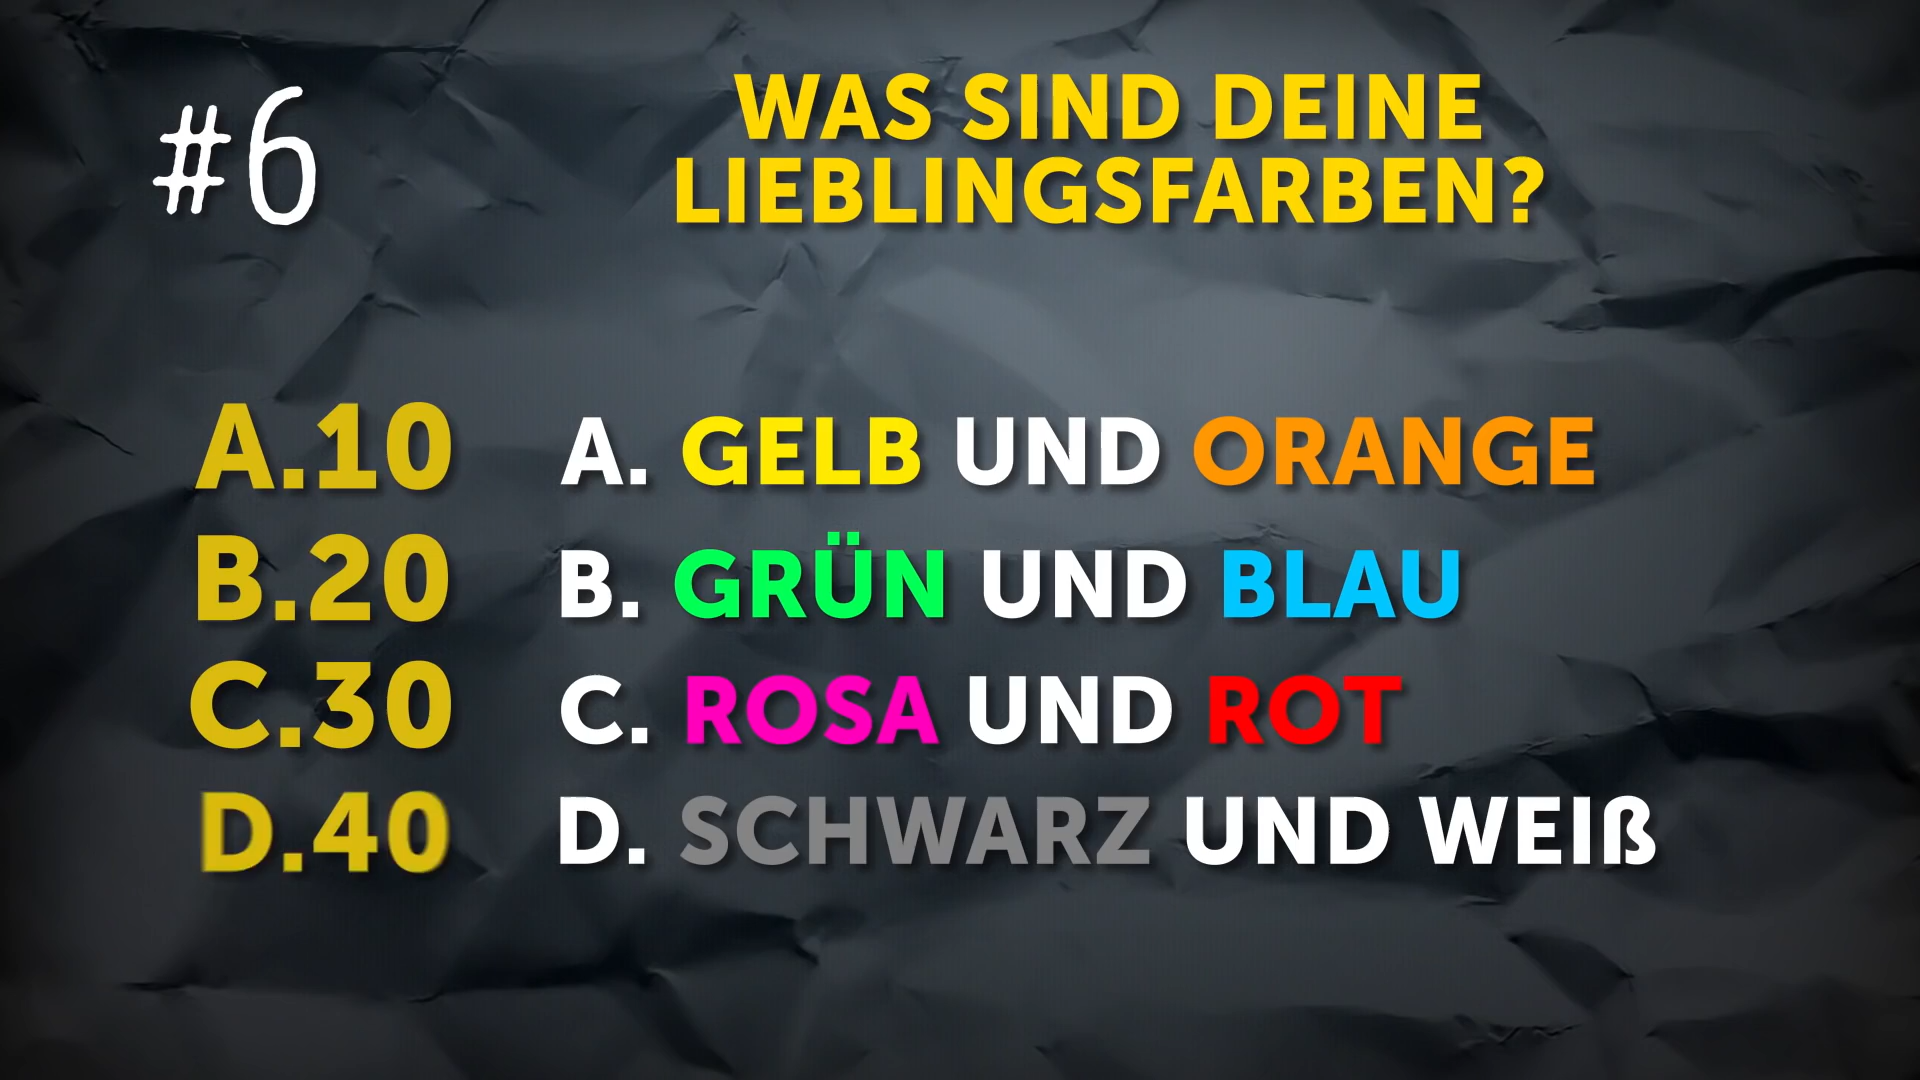 #6
WAS SIND DEINE
LIEBLINGSFARBEN?
A.10 A. GELB UND ORANGE
B.20 B. GRÜN UND BLAU
C.30 C. ROSA UND ROT
D.40 D. SCHWARZ UND WEIß